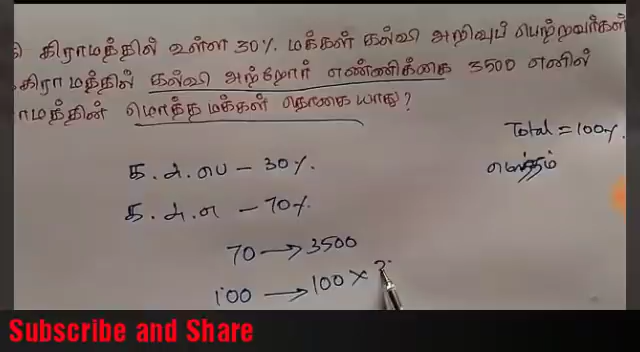 கிராமத்தில் உள்ள 30%. மக்கள் கல்வி அறிவுப் பெற்றவர்கள்
கிராமத்தில் கல்வி அற்றோர் எண்ணிக்கை 3500 எனில்
மொத்த மக்கள் தொகை யாது?
Total = 100%.
மொத்தம்
க . அ . பெ - 30%.
க . அ . அ - 70%.
70 → 3500
100 → 100 ×
Subscribe and Share